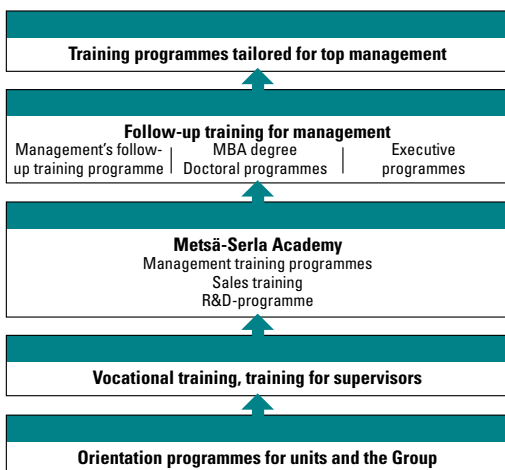 Training programmes tailored for top management
Follow-up training for management
Management's follow-
up training programme
MBA degree
Doctoral programmes
Executive
programmes
Metsä-Serla Academy
Management training programmes
Sales training
R&D-programme
Vocational training, training for supervisors
Orientation programmes for units and the Group